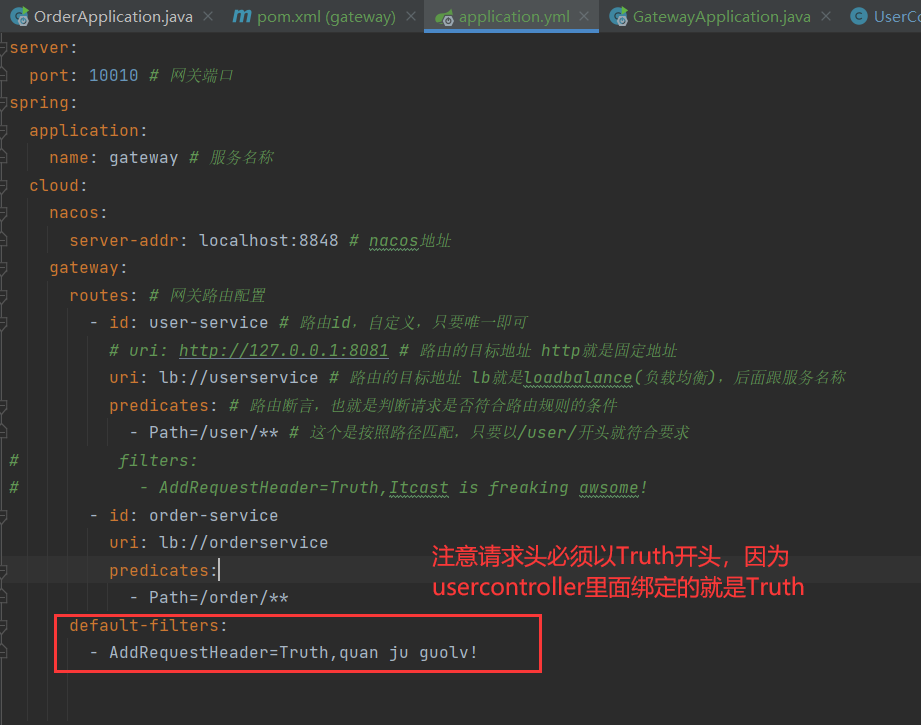 OrderApplication.java × m pom.xml (gateway) × application.yml × GatewayApplication.java × C UserCo
server:
port: 10010 # 网关端口
spring:
application:
name: gateway # 服务名称
cloud:
nacos:
server-addr: localhost:8848 # nacos地址
gateway:
routes: # 网关路由配置
- id: user-service # 路由id，自定义，只要唯一即可
# uri: http://127.0.0.1:8081 # 路由的目标地址 http就是固定地址
uri: lb://userservice # 路由的目标地址 lb就是loadbalance(负载均衡)，后面跟服务名称
predicates: # 路由断言，也就是判断请求是否符合路由规则的条件
- Path=/user/** # 这个是按照路径匹配，只要以/user/开头就符合要求
# filters:
# - AddRequestHeader=Truth,Itcast is freaking awsome!
- id: order-service
uri: lb://orderservice
predicates:
- Path=/order/**
注意请求头必须以Truth开头，因为
usercontroller里面绑定的就是Truth
default-filters:
- AddRequestHeader=Truth,quan ju guolv!